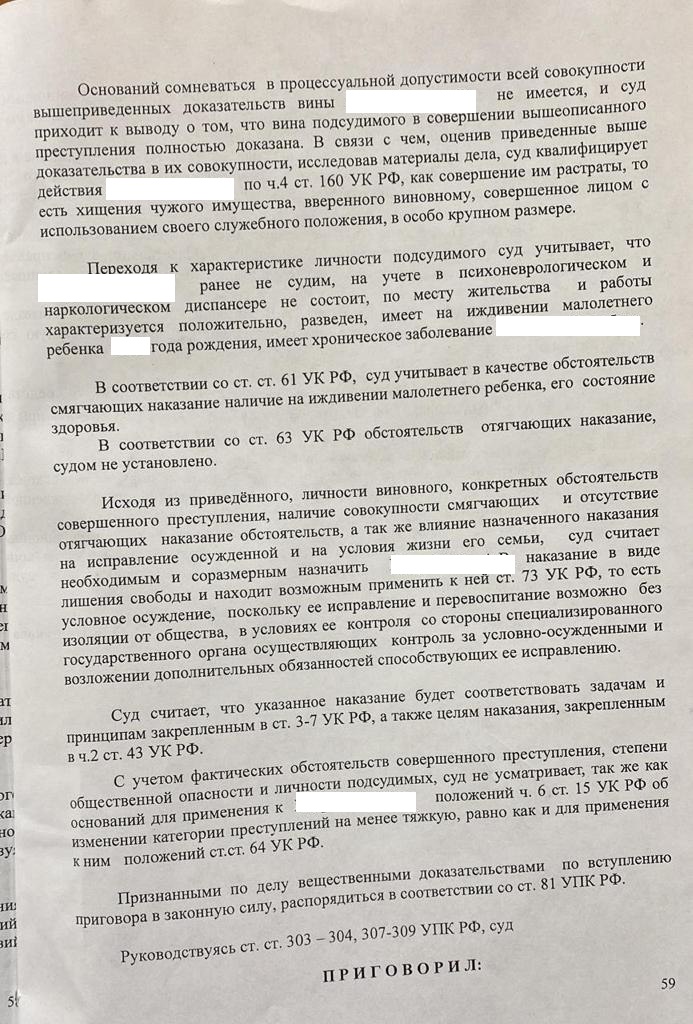 Оснований сомневаться в процессуальной допустимости всей совокупности
вышеприведенных доказательств вины не имеется, и суд
приходит к выводу о том, что вина подсудимого в совершении вышеописанного
преступления полностью доказана. В связи с чем, оценив приведенные выше
доказательства в их совокупности, исследовав материалы дела, суд квалифицирует
действия по ч.4 ст. 160 УК РФ, как совершение им растраты, то
есть хищения чужого имущества, вверенного виновному, совершенное лицом с
использованием своего служебного положения, в особо крупном размере.
Переходя к характеристике личности подсудимого суд учитывает, что
ранее не судим, на учете в психоневрологическом и
наркологическом диспансере не состоит, по месту жительства и работы
характеризуется положительно, разведен, имеет на иждивении малолетнего
ребенка года рождения, имеет хроническое заболевание .
В соответствии со ст. ст. 61 УК РФ, суд учитывает в качестве обстоятельств
смягчающих наказание наличие на иждивении малолетнего ребенка, его состояние
здоровья.
В соответствии со ст. 63 УК РФ обстоятельств отягчающих наказание,
судом не установлено.
Исходя из приведённого, личности виновного, конкретных обстоятельств
совершенного преступления, наличие совокупности смягчающих и отсутствие
отягчающих наказание обстоятельств, а так же влияние назначенного наказания
на исправление осужденной и на условия жизни его семьи, суд считает
необходимым и соразмерным назначить наказание в виде
лишения свободы и находит возможным применить к ней ст. 73 УК РФ, то есть
условное осуждение, поскольку ее исправление и перевоспитание возможно без
изоляции от общества, в условиях ее контроля со стороны специализированного
государственного органа осуществляющих контроль за условно-осужденными и
возложении дополнительных обязанностей способствующих ее исправлению.
Суд считает, что указанное наказание будет соответствовать задачам и
принципам закрепленным в ст. 3-7 УК РФ, а также целям наказания, закрепленным
в ч.2 ст. 43 УК РФ.
С учетом фактических обстоятельств совершенного преступления, степени
общественной опасности и личности подсудимых, суд не усматривает, так же как
оснований для применения к положений ч. 6 ст. 15 УК РФ об
изменении категории преступлений на менее тяжкую, равно как и для применения
к ним положений ст.ст. 64 УК РФ.
Признанными по делу вещественными доказательствами по вступлению
приговора в законную силу, распорядиться в соответствии со ст. 81 УПК РФ.
Руководствуясь ст. ст. 303 – 304, 307-309 УПК РФ, суд
ПРИГОВОРИЛ:
59